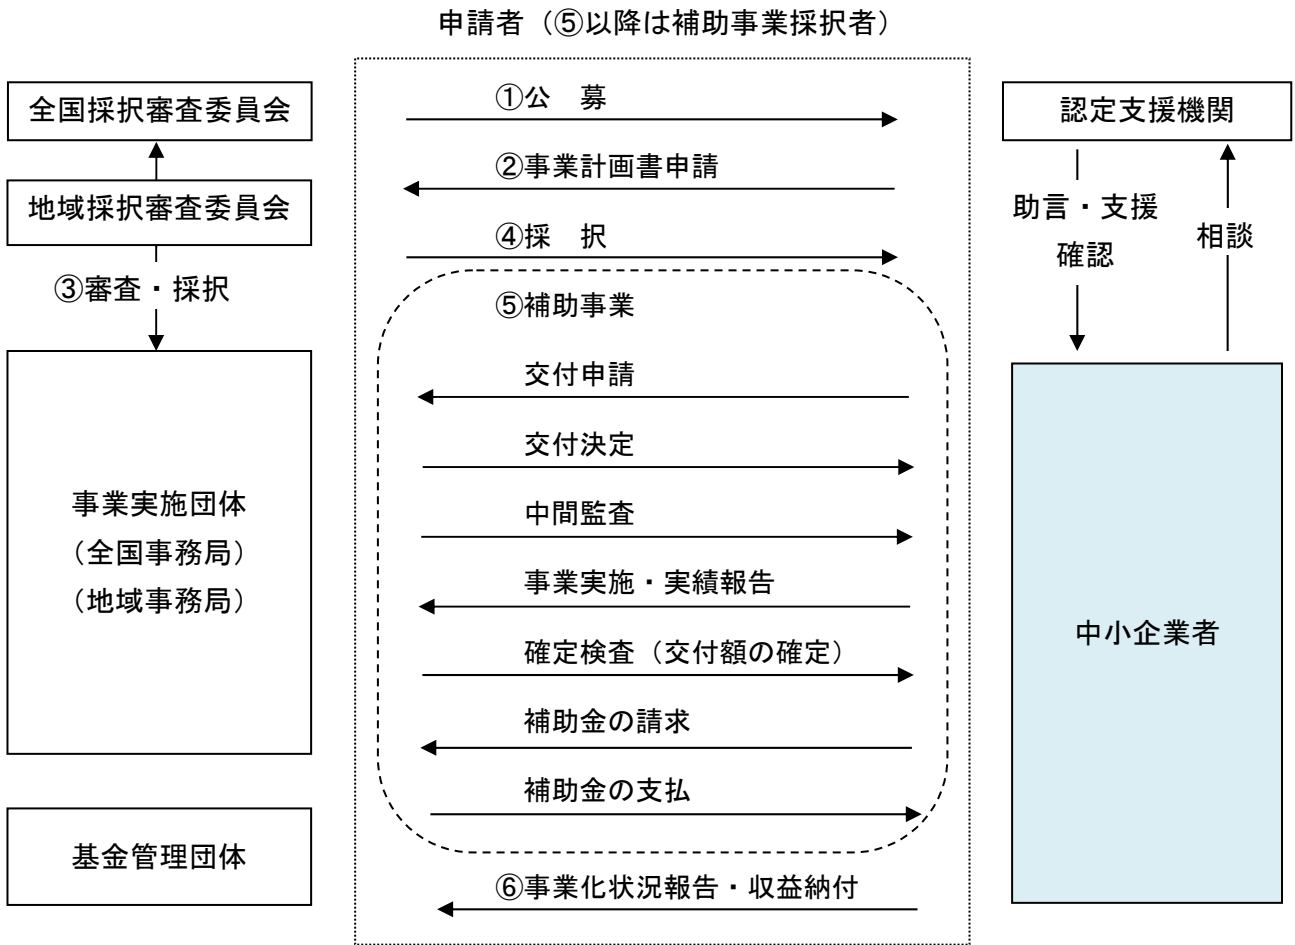 申請者（⑤以降は補助事業採択者）
全国採択審査委員会
地域採択審査委員会
③審査・採択
事業実施団体
（全国事務局）
（地域事務局）
基金管理団体
①公　募
②事業計画書申請
④採　択
⑤補助事業
交付申請
交付決定
中間監査
事業実施・実績報告
確定検査（交付額の確定）
補助金の請求
補助金の支払
⑥事業化状況報告・収益納付
認定支援機関
助言・支援
確認
相談
中小企業者